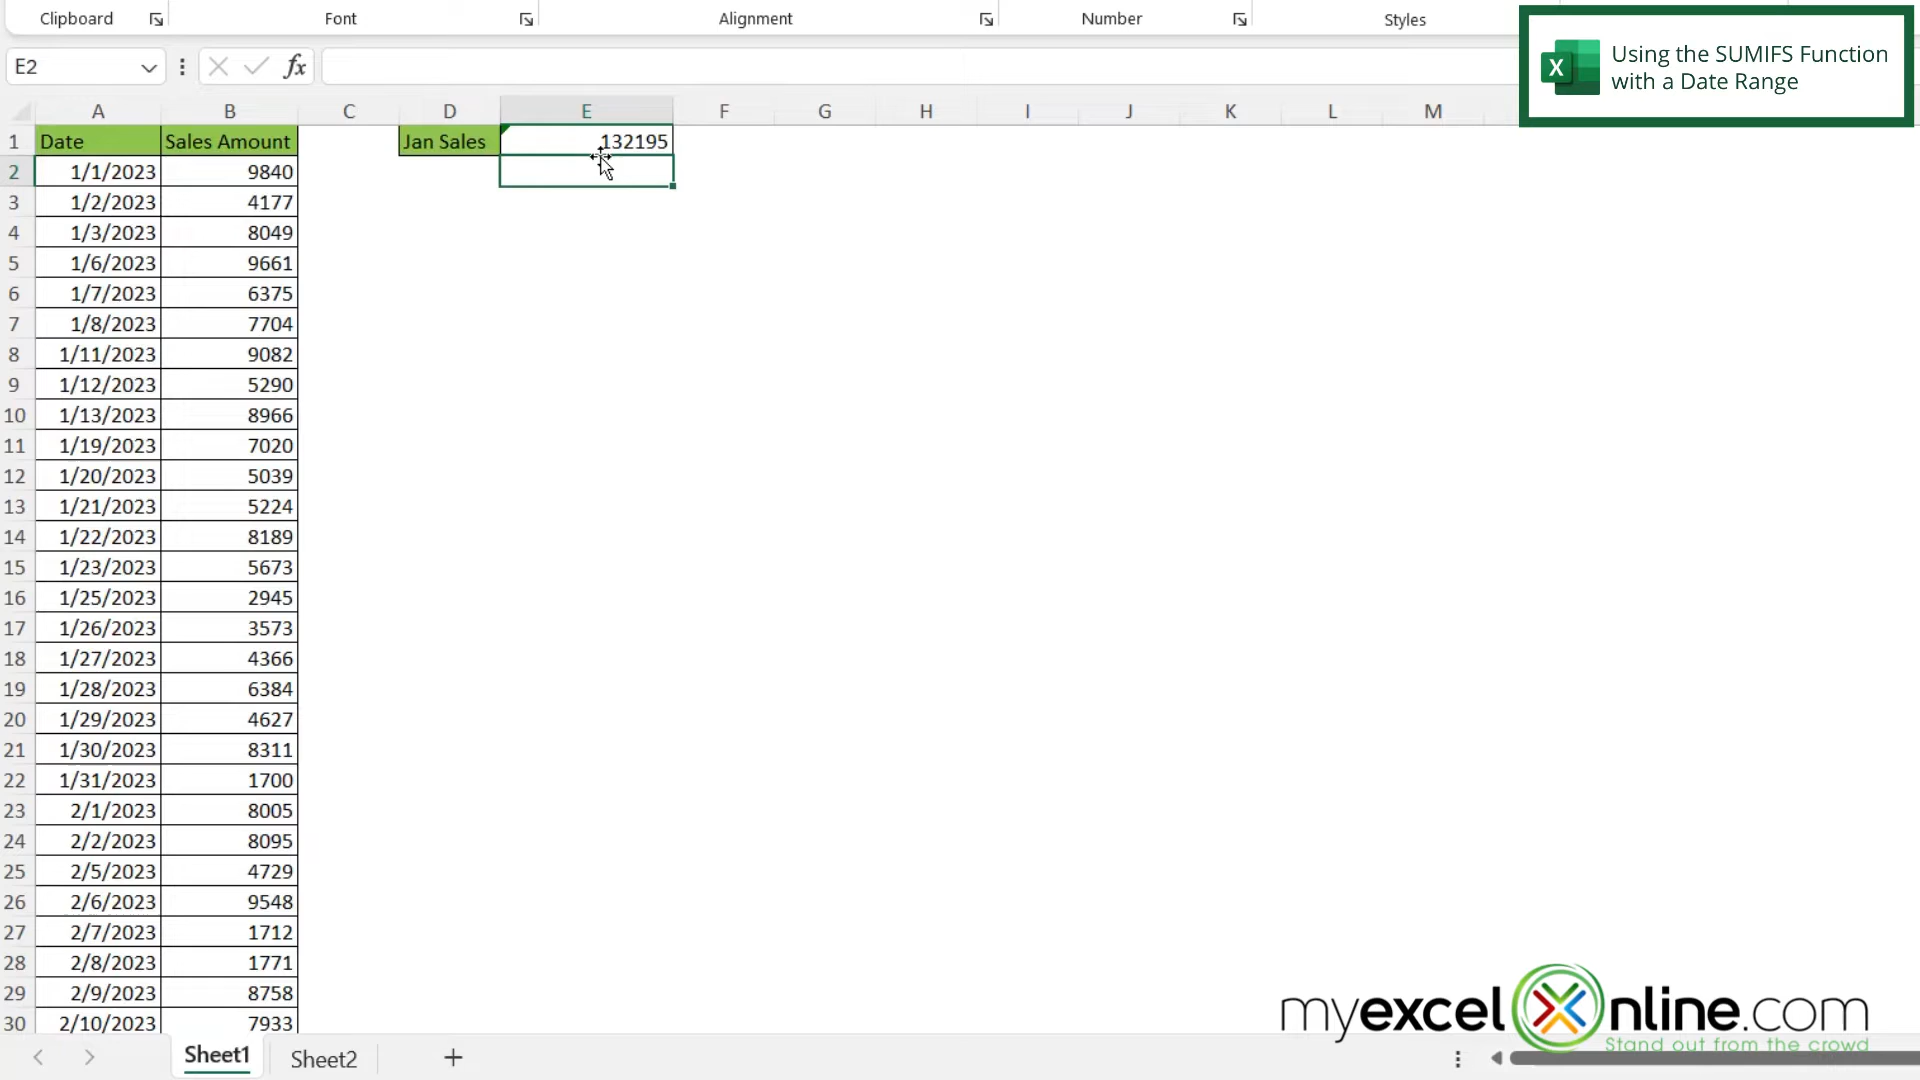 Clipboard Font Alignment Number Styles
Using the SUMIFS Function
with a Date Range
E2 fx
A B C D E F G H I J K L M
1 Date Sales Amount Jan Sales 132195
2 1/1/2023 9840
3 1/2/2023 4177
4 1/3/2023 8049
5 1/6/2023 9661
6 1/7/2023 6375
7 1/8/2023 7704
8 1/11/2023 9082
9 1/12/2023 5290
10 1/13/2023 8966
11 1/19/2023 7020
12 1/20/2023 5039
13 1/21/2023 5224
14 1/22/2023 8189
15 1/23/2023 5673
16 1/25/2023 2945
17 1/26/2023 3573
18 1/27/2023 4366
19 1/28/2023 6384
20 1/29/2023 4627
21 1/30/2023 8311
22 1/31/2023 1700
23 2/1/2023 8005
24 2/2/2023 8095
25 2/5/2023 4729
26 2/6/2023 9548
27 2/7/2023 1712
28 2/8/2023 1771
29 2/9/2023 8758
30 2/10/2023 7933
myexcelonline.com
Stand out from the crowd
Sheet1 Sheet2 +